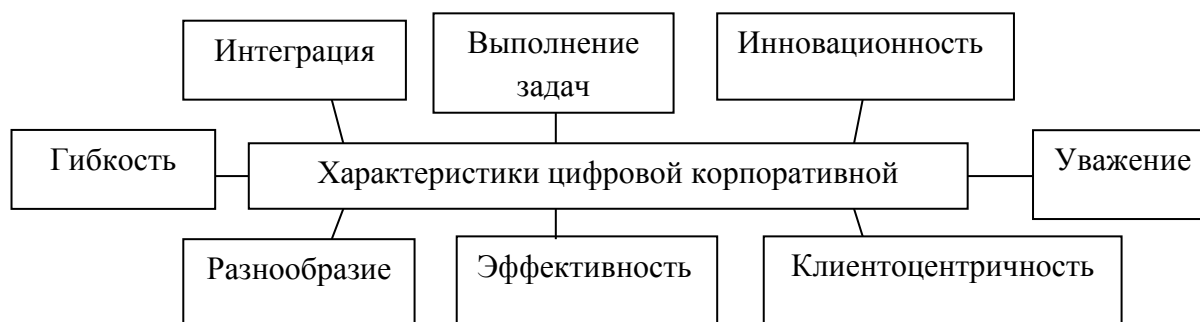 Интеграция
Выполнение
задач
Инновационность
Гибкость
Характеристики цифровой корпоративной
Уважение
Разнообразие
Эффективность
Клиентоцентричность